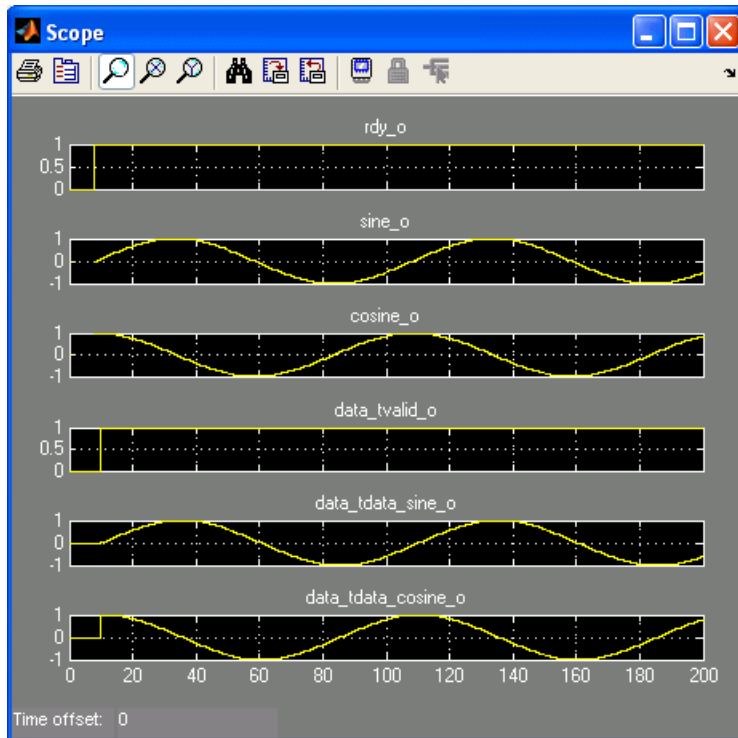 Scope
rdy_o
1
0.5
0
sine_o
1
0
-1
cosine_o
1
0
-1
data_tvalid_o
1
0.5
0
data_tdata_sine_o
1
0
-1
data_tdata_cosine_o
1
0
-1
0 20 40 60 80 100 120 140 160 180 200
Time offset: 0